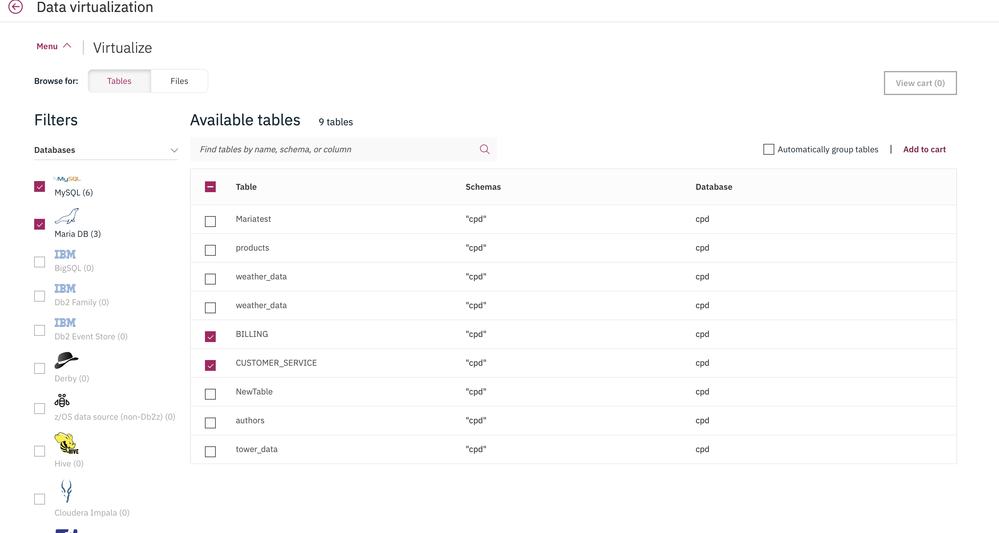 Data virtualization
Menu
Virtualize
Browse for:
Tables
Files
View cart (0)
Filters
Available tables
9 tables
Databases
Find tables by name, schema, or column
Automatically group tables
Add to cart
MySQL
MySQL (6)
Maria DB (3)
IBM
BigSQL (0)
IBM
Db2 Family (0)
IBM
Db2 Event Store (0)
Derby (0)
z/OS data source (non-Db2z) (0)
HIVE
Hive (0)
Cloudera Impala (0)
Table Schemas Database
Mariatest "cpd" cpd
products "cpd" cpd
weather_data "cpd" cpd
weather_data "cpd" cpd
BILLING "cpd" cpd
CUSTOMER_SERVICE "cpd" cpd
NewTable "cpd" cpd
authors "cpd" cpd
tower_data "cpd" cpd